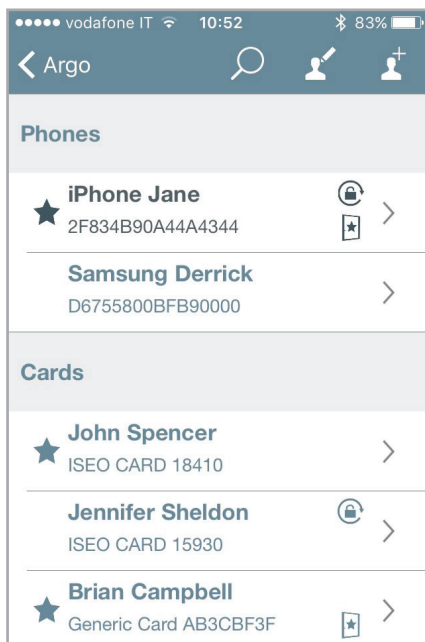 vodafone IT 10:52 83%
Argo
Phones
iPhone Jane
2F834B90A44A4344
Samsung Derrick
D6755800BFB90000
Cards
John Spencer
ISEO CARD 18410
Jennifer Sheldon
ISEO CARD 15930
Brian Campbell
Generic Card AB3CBF3F